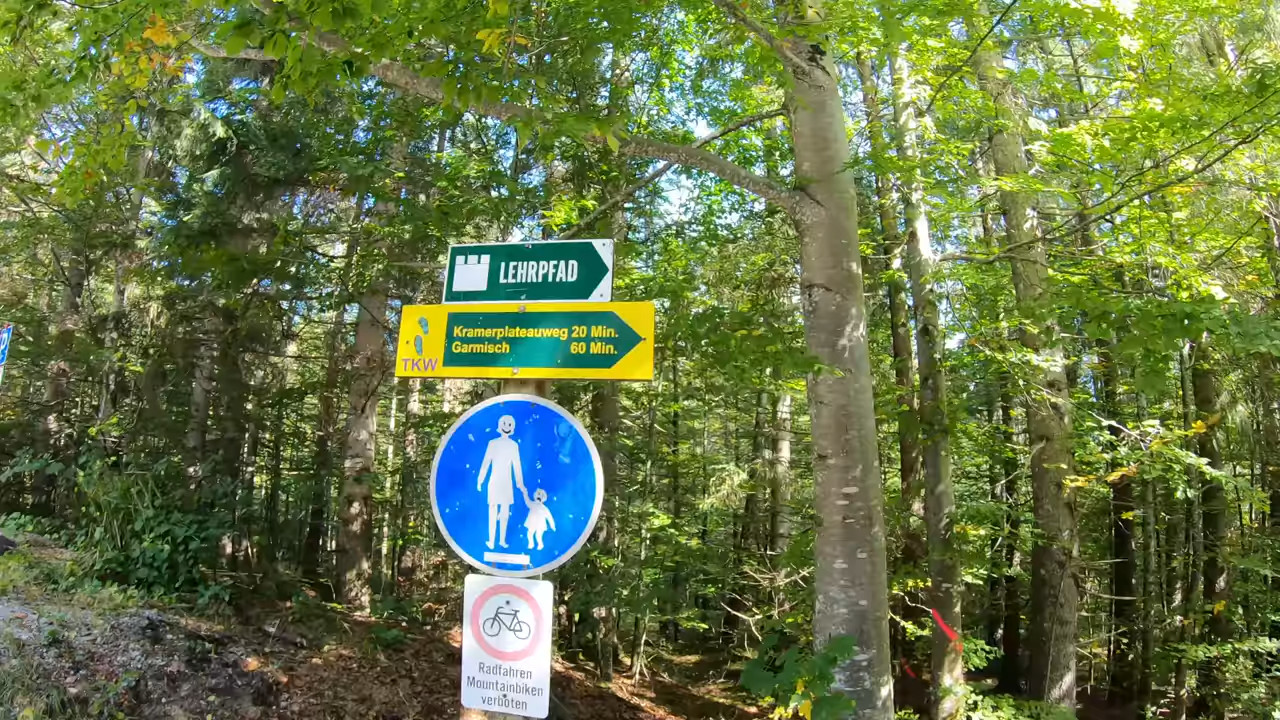 LEHRPFAD
Kramerplateauweg 20 Min.
Garmisch 60 Min.
TKW
Radfahren
Mountainbiken
verboten